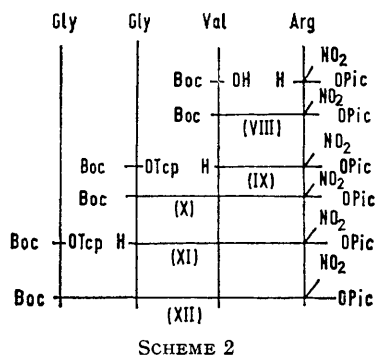 Gly Gly Val Arg
NO2
Boc OH H OPic
NO2
Boc OPic
(VIII)
NO2
Boc OTcp H OPic
(IX)
NO2
Boc OPic
(X)
NO2
Boc OTcp H OPic
(XI)
NO2
Boc OPic
(XII)
SCHEME 2